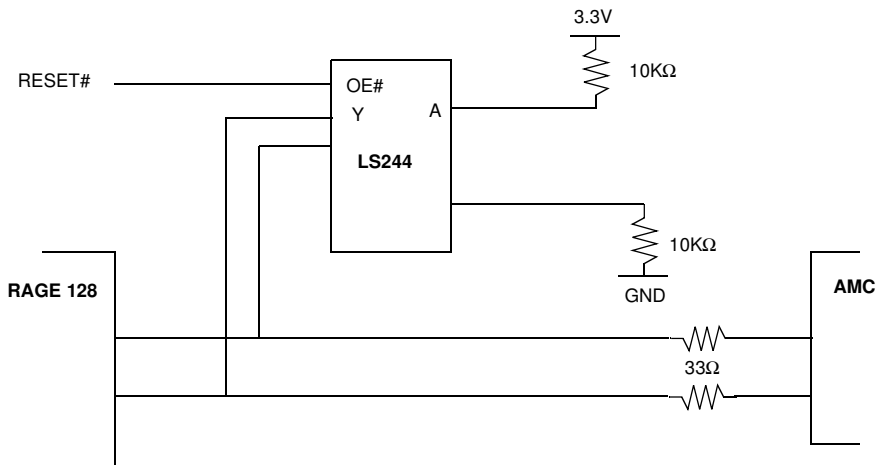 3.3V
10KΩ
RESET#
OE#
Y
A
LS244
10KΩ
GND
RAGE 128
AMC
33Ω